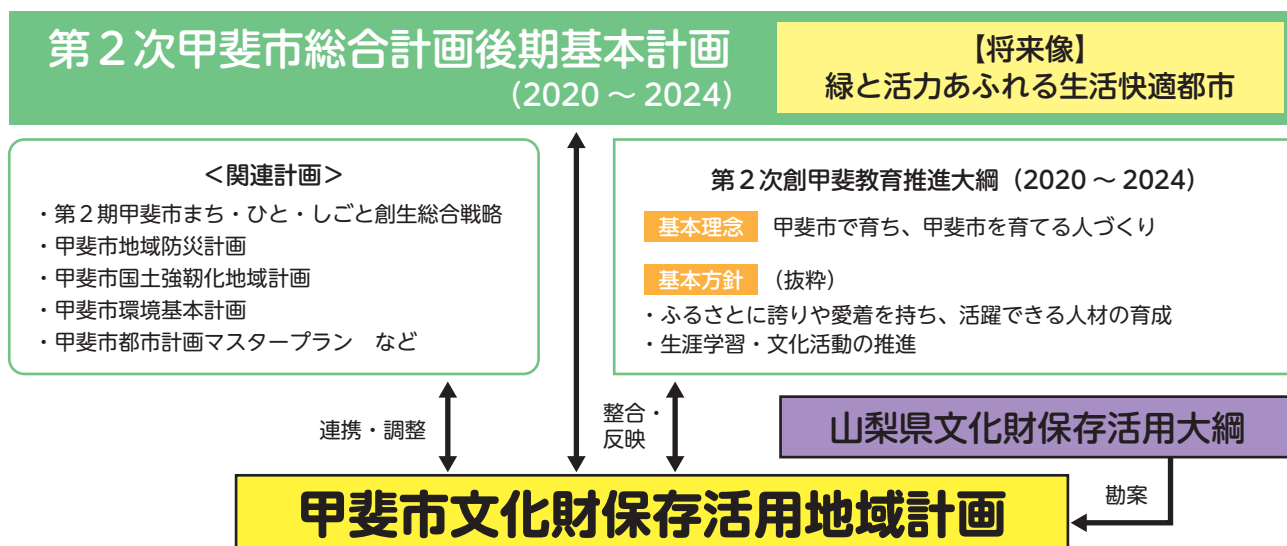 第2次甲斐市総合計画後期基本計画
(2020 ～ 2024)
【将来像】
緑と活力あふれる生活快適都市
＜関連計画＞
・第2期甲斐市まち・ひと・しごと創生総合戦略
・甲斐市地域防災計画
・甲斐市国土強靭化地域計画
・甲斐市環境基本計画
・甲斐市都市計画マスタープラン　など
第2次創甲斐教育推進大綱（2020 ～ 2024）
基本理念　甲斐市で育ち、甲斐市を育てる人づくり
基本方針　（抜粋）
・ふるさとに誇りや愛着を持ち、活躍できる人材の育成
・生涯学習・文化活動の推進
連携・調整
整合・
反映
山梨県文化財保存活用大綱
勘案
甲斐市文化財保存活用地域計画